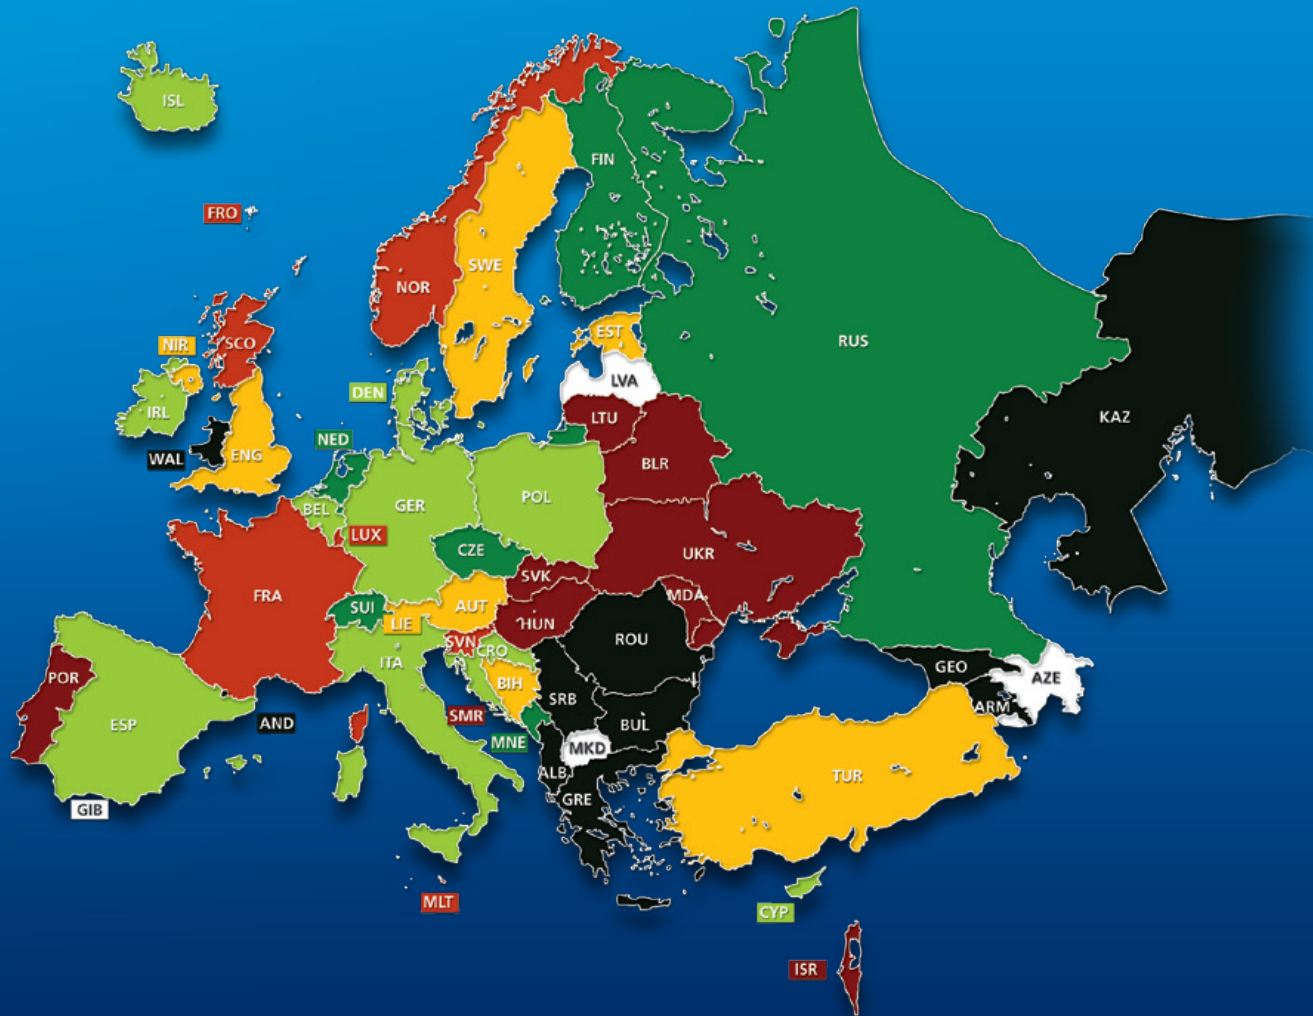 ISL
FIN
FRO
SWE
NOR
EST
RUS
NIR
SCO
LVA
DEN
IRL
LTU
KAZ
NED
WAL
ENG
BLR
POL
GER
BEL
LUX
CZE
UKR
SVK
FRA
MDA
SUI
AUT
LIE
HUN
ROU
SVN
CRO
ITA
GEO
POR
AZE
BIH
SRB
ARM
SMR
ESP
AND
BUL
MNE
MKD
ALB
TUR
GRE
GIB
MLT
CYP
ISR